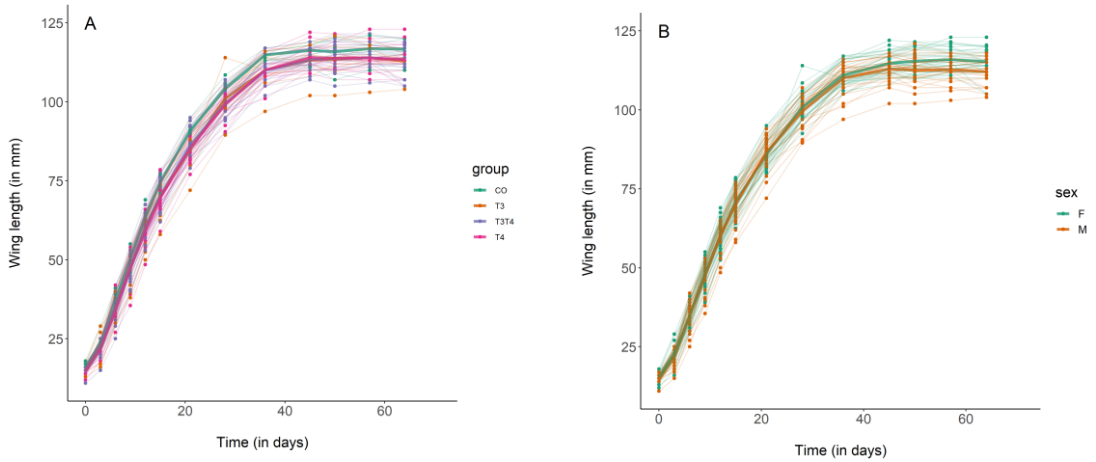 A
Wing length (in mm)
125
100
75
50
25
0
20
40
60
Time (in days)
group
CO
T3
T3T4
T4
B
Wing length (in mm)
125
100
75
50
25
0
20
40
60
Time (in days)
sex
F
M